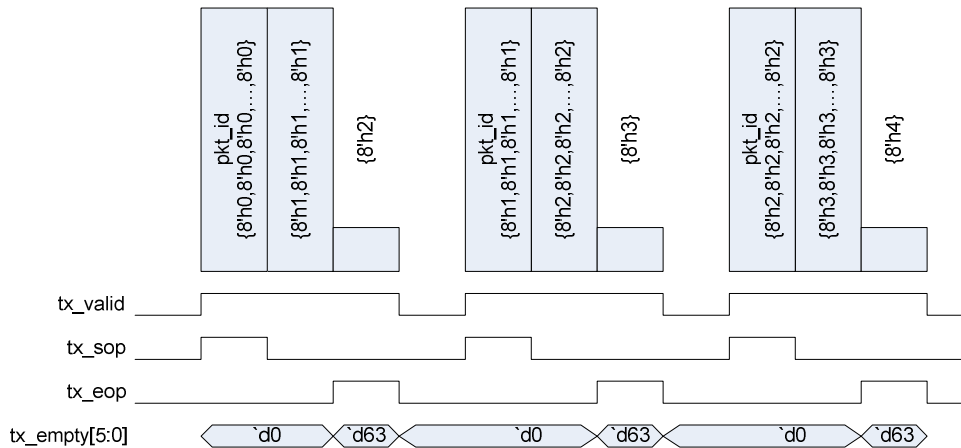 pkt_id
{8'h0,8'h0,8'h0,...,8'h0}
{8'h1,8'h1,8'h1,...,8'h1}
{8'h2}
pkt_id
{8'h1,8'h1,8'h1,...,8'h1}
{8'h2,8'h2,8'h2,...,8'h2}
{8'h3}
pkt_id
{8'h2,8'h2,8'h2,...,8'h2}
{8'h3,8'h3,8'h3,...,8'h3}
{8'h4}
tx_valid
tx_sop
tx_eop
tx_empty[5:0] `d0 `d63 `d0 `d63 `d0 `d63